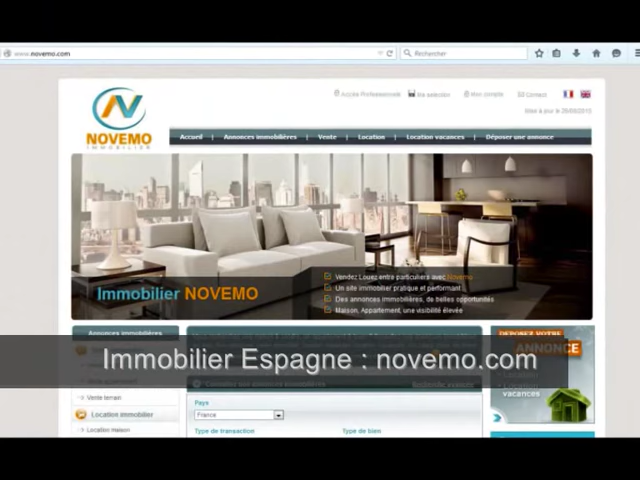 www.novemo.com
Rechercher
Accès Professionnels
Ma sélection
Mon compte
Contact
NOVEMO
IMMOBILIER
Accueil | Annonces immobilières | Vente | Location | Location vacances | Déposer une annonce
Immobilier NOVEMO
Vendez Louez entre particuliers avec Novemo
Un site immobilier pratique et performant
Des annonces immobilières, de belles opportunités
Maison, Appartement, une visibilité élevée
Annonces immobilières
DEPOSEZ VOTRE
ANNONCE
Immobilier Espagne : novemo.com
Location
vacances
Vente terrain
Location immobilier
Location maison
Pays
France
Type de transaction
Type de bien